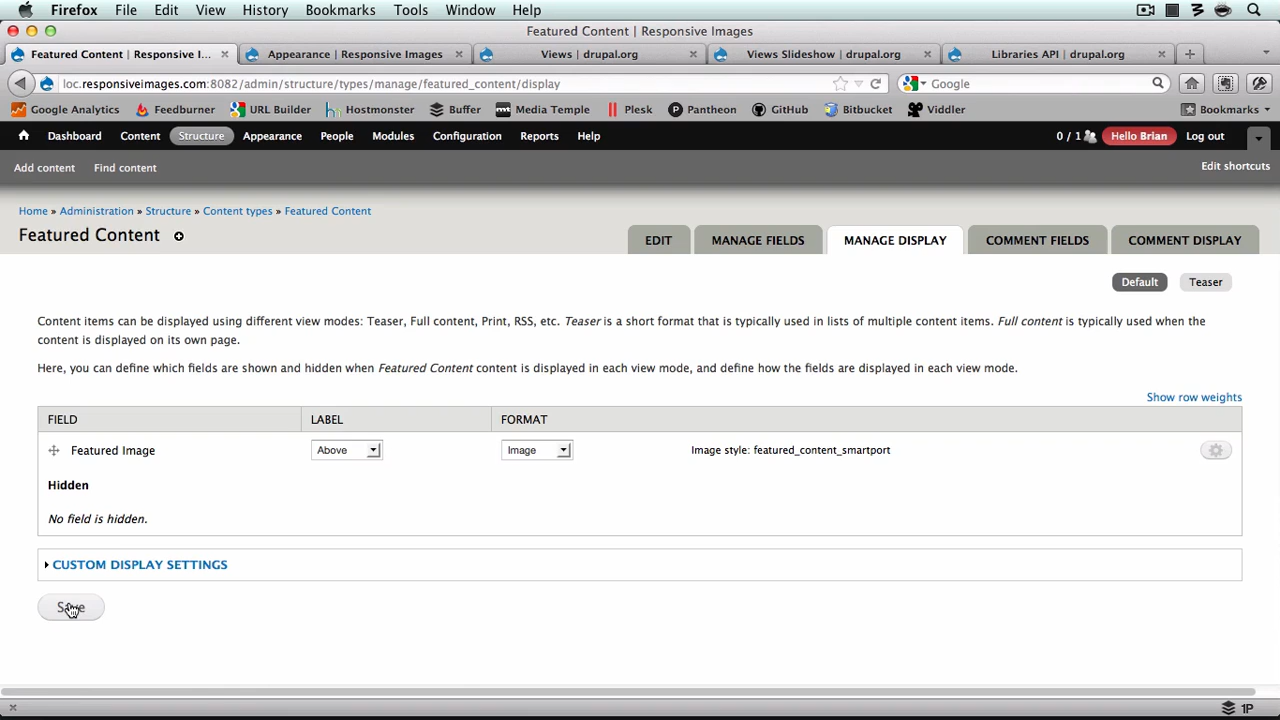 Firefox File Edit View History Bookmarks Tools Window Help
Featured Content | Responsive Images
Featured Content | Responsive I... Appearance | Responsive Images Views | drupal.org Views Slideshow | drupal.org Libraries API | drupal.org
loc.responsiveimages.com:8082/admin/structure/types/manage/featured_content/display Google
Google Analytics Feedburner URL Builder Hostmonster Buffer Media Temple Plesk Pantheon GitHub Bitbucket Viddler Bookmarks
Dashboard Content Structure Appearance People Modules Configuration Reports Help 0 / 1 Hello Brian Log out
Add content Find content Edit shortcuts
Home » Administration » Structure » Content types » Featured Content
Featured Content EDIT MANAGE FIELDS MANAGE DISPLAY COMMENT FIELDS COMMENT DISPLAY
Default Teaser
Content items can be displayed using different view modes: Teaser, Full content, Print, RSS, etc. Teaser is a short format that is typically used in lists of multiple content items. Full content is typically used when the
content is displayed on its own page.
Here, you can define which fields are shown and hidden when Featured Content content is displayed in each view mode, and define how the fields are displayed in each view mode.
Show row weights
FIELD LABEL FORMAT
Featured Image Above Image Image style: featured_content_smartport
Hidden
No field is hidden.
CUSTOM DISPLAY SETTINGS
Save
1P